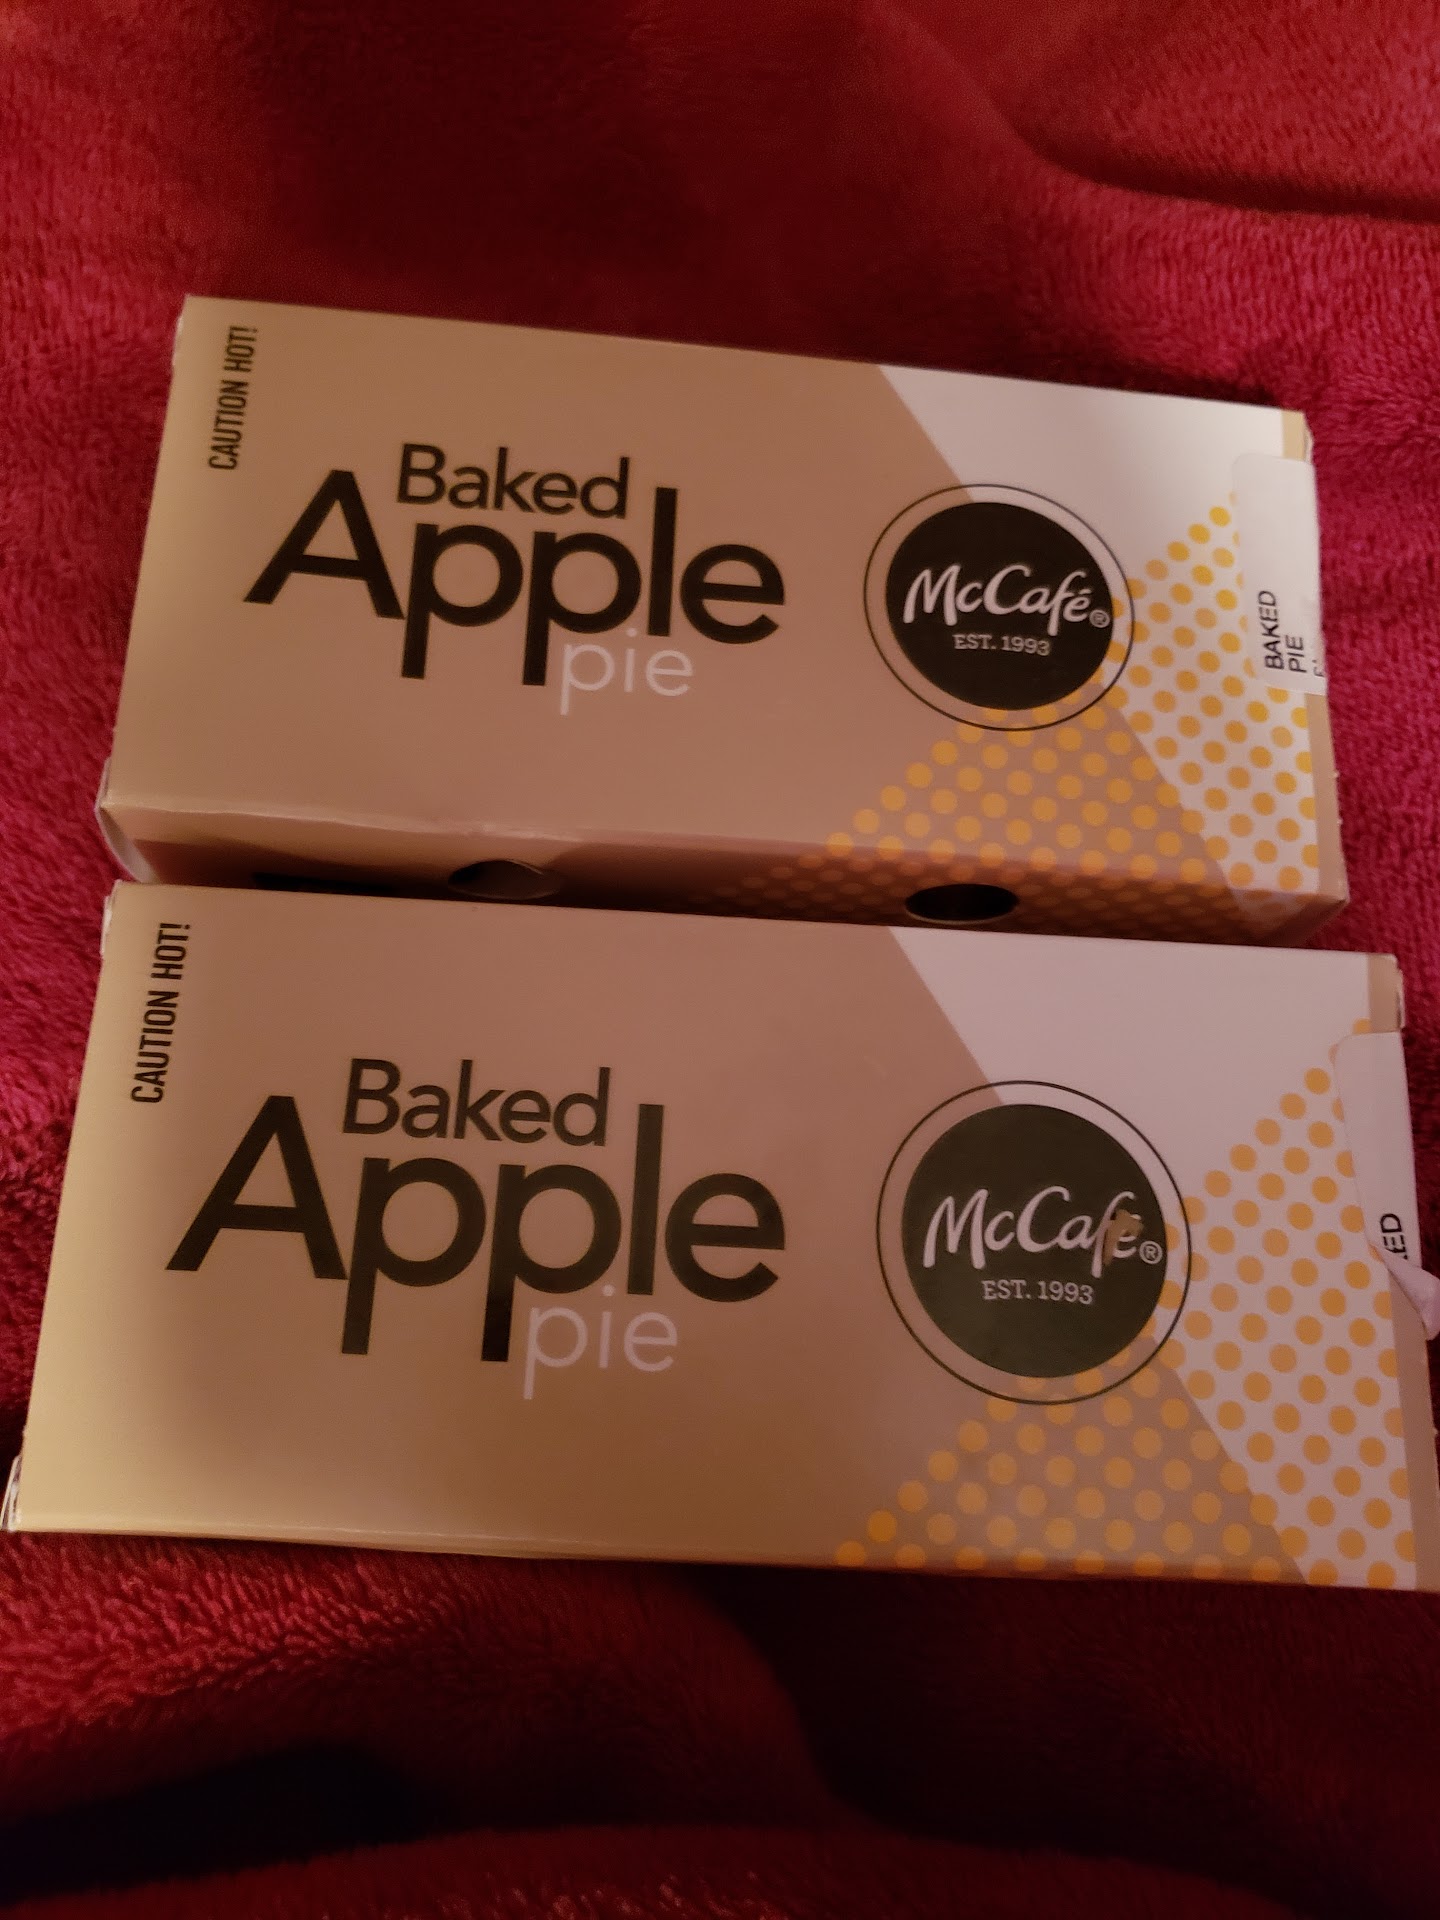 CAUTION HOT!
Baked
Apple
pie
McCafé®
EST. 1993
BAKED
PIE
CAUTION HOT!
Baked
Apple
pie
McCafé®
EST. 1993